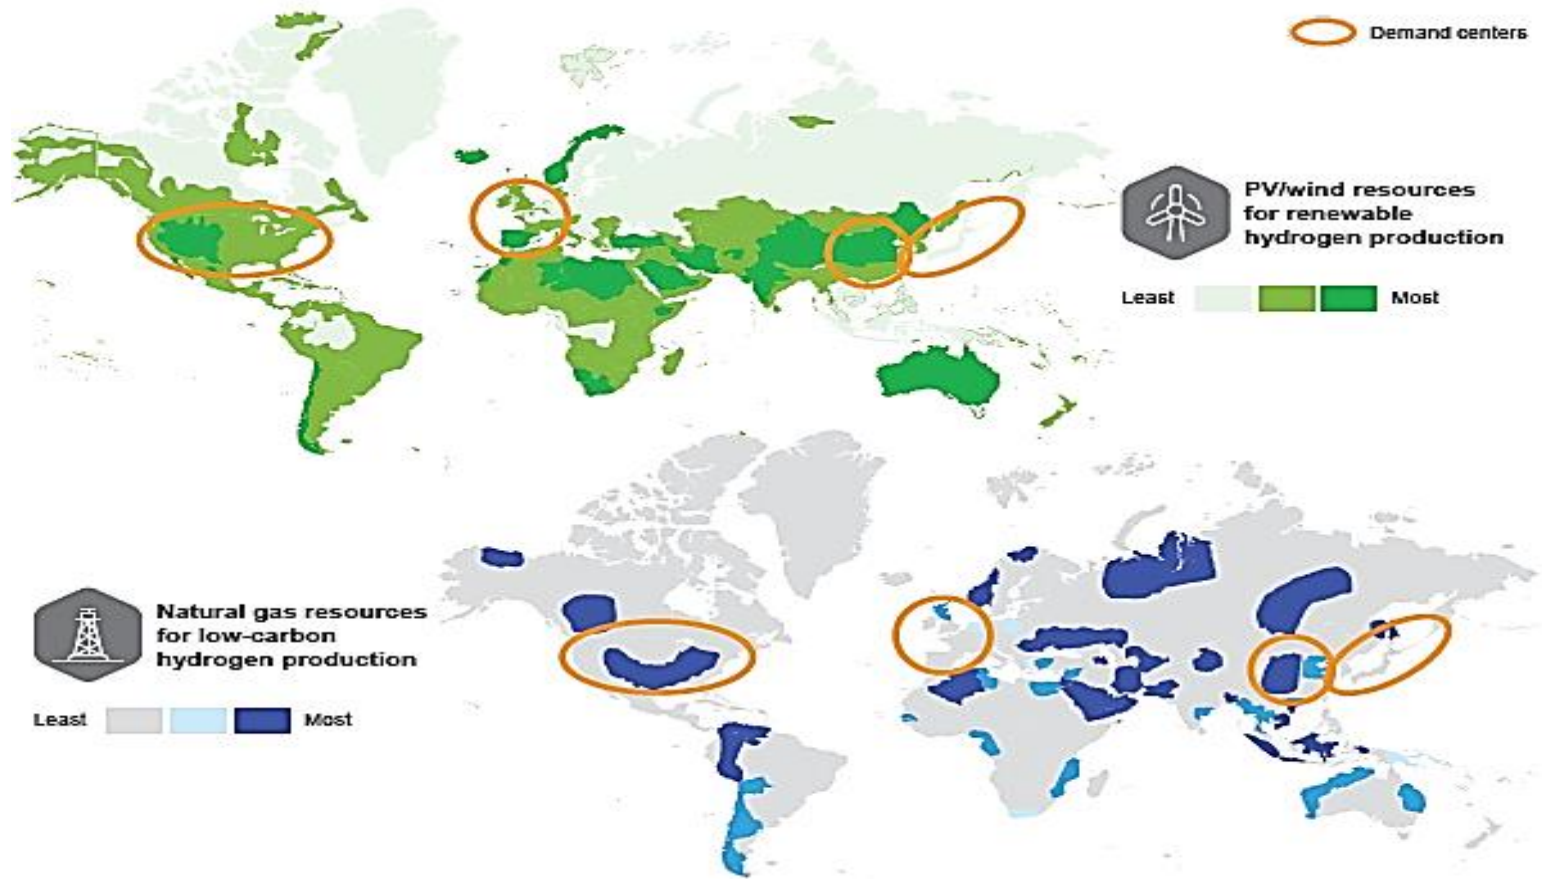 Demand centers
PV/wind resources
for renewable
hydrogen production
Least
Most
Natural gas resources
for low-carbon
hydrogen production
Least
Most